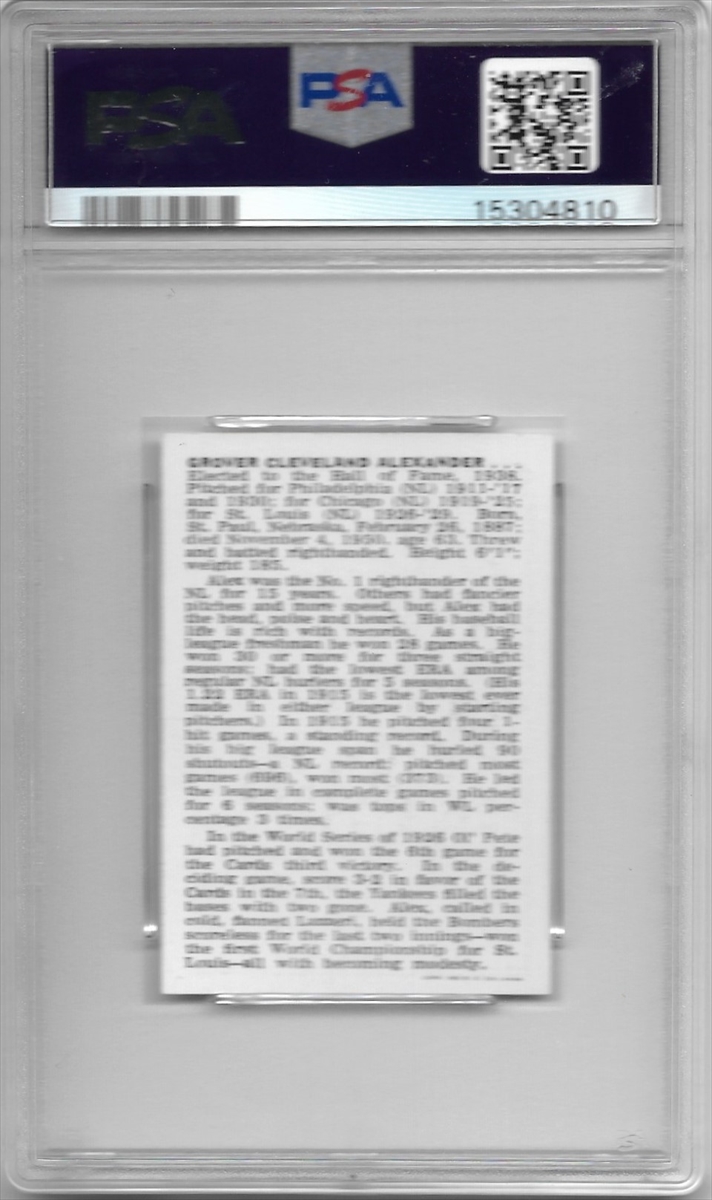 PSA
PSA
15304810
GROVER CLEVELAND ALEXANDER . . .
Elected to the Hall of Fame, 1938.
Pitched for Philadelphia (NL) 1911-'17
and 1930; for Chicago (NL) 1919-'25;
for St. Louis (NL) 1926-'29. Born,
St. Paul, Nebraska, February 26, 1887;
died November 4, 1950, age 63. Threw
and batted righthanded. Height 6'1";
weight 185.
Alex was the No. 1 righthander of the
NL for 15 years. Others had fancier
pitches and more speed, but Alex had
the head, poise and heart. His baseball
life is rich with records. As a big-
league freshman he won 28 games. He
won 30 or more for three straight
seasons; had the lowest ERA among
regular NL hurlers for 5 seasons. (His
1.22 ERA in 1915 is the lowest ever
made in either league by starting
pitchers.) In 1915 he pitched four 1-
hit games, a standing record. During
his big league span he hurled 90
shutouts—a NL record; pitched most
games (696), won most (373). He led
the league in complete games pitched
for 6 seasons; was tops in WL per-
centage 3 times.
In the World Series of 1926 Ol' Pete
had pitched and won the 6th game for
the Cards third victory. In the de-
ciding game, score 3-2 in favor of the
Cards in the 7th, the Yankees filled the
bases with two gone. Alex, called in
cold, fanned Lazzeri, held the Bombers
scoreless for the last two innings—won
the first World Championship for St.
Louis—all with becoming modesty.